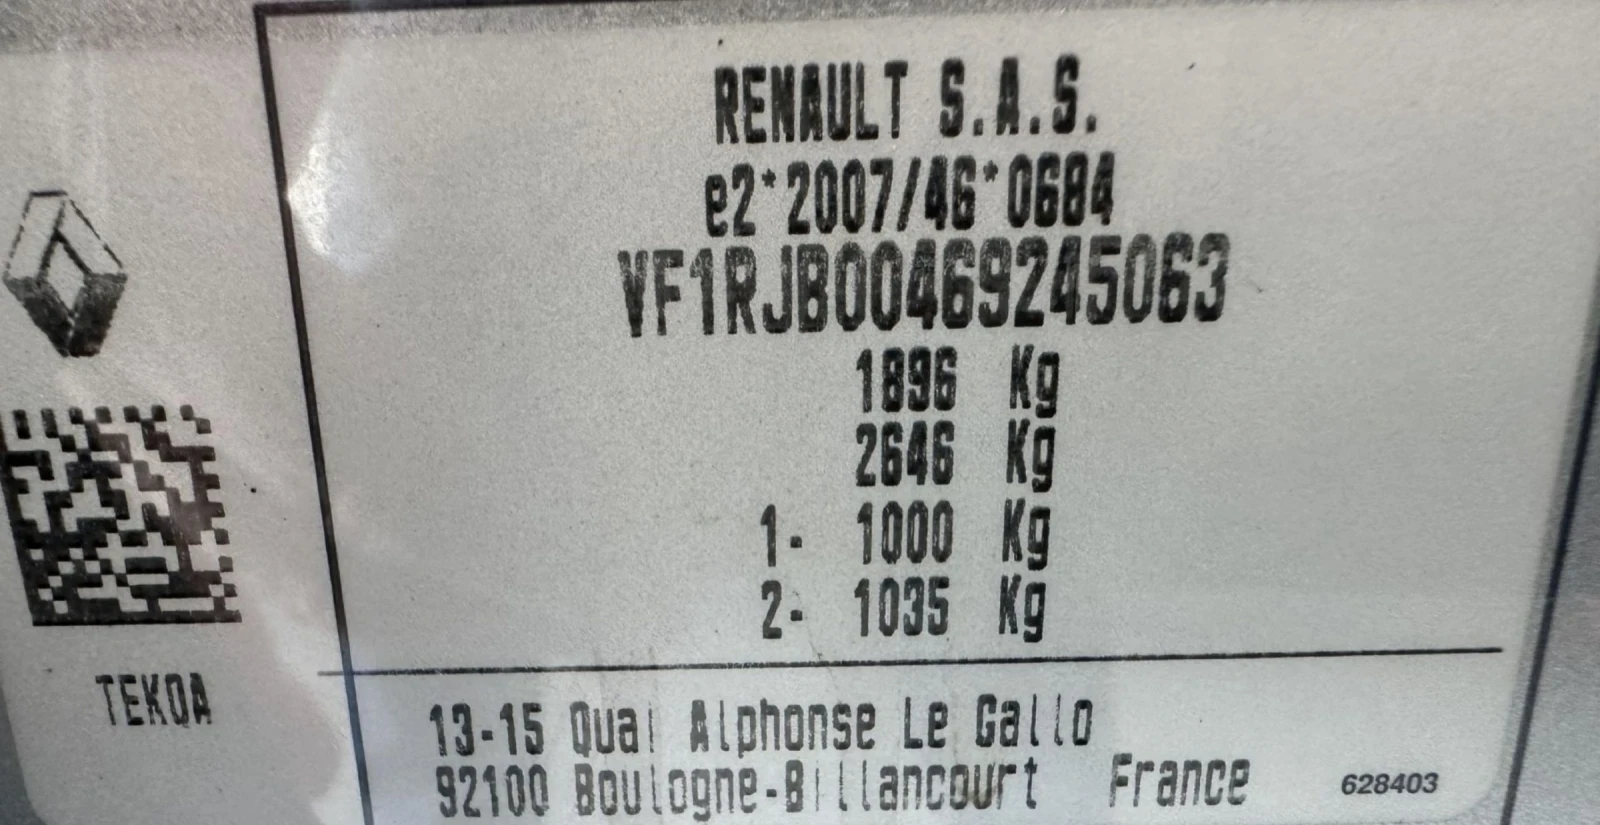 RENAULT S.A.S.
e2*2007/46*0684
VF1RJB00469245063
1896 Kg
2646 Kg
1- 1000 Kg
2- 1035 Kg
TEKQA
13-15 Quai Alphonse Le Gallo
92100 Boulogne-Billancourt France
628403